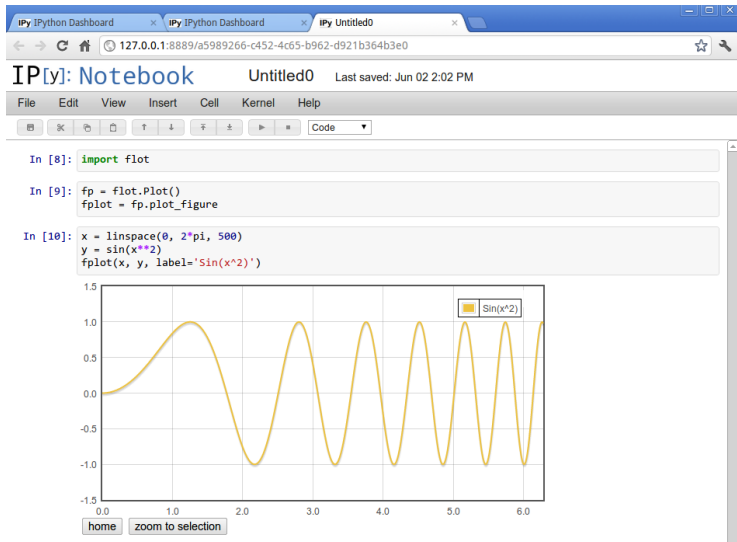 IPy IPython Dashboard × IPy IPython Dashboard × IPy Untitled0 ×
127.0.0.1:8889/a5989266-c452-4c65-b962-d921b364b3e0
IP[y]: Notebook Untitled0 Last saved: Jun 02 2:02 PM
File Edit View Insert Cell Kernel Help
Code
In [8]: import flot
In [9]: fp = flot.Plot()
fplot = fp.plot_figure
In [10]: x = linspace(0, 2*pi, 500)
y = sin(x**2)
fplot(x, y, label='Sin(x^2)')
1.5
Sin(x^2)
1.0
0.5
0.0
-0.5
-1.0
-1.5
0.0 1.0 2.0 3.0 4.0 5.0 6.0
home zoom to selection